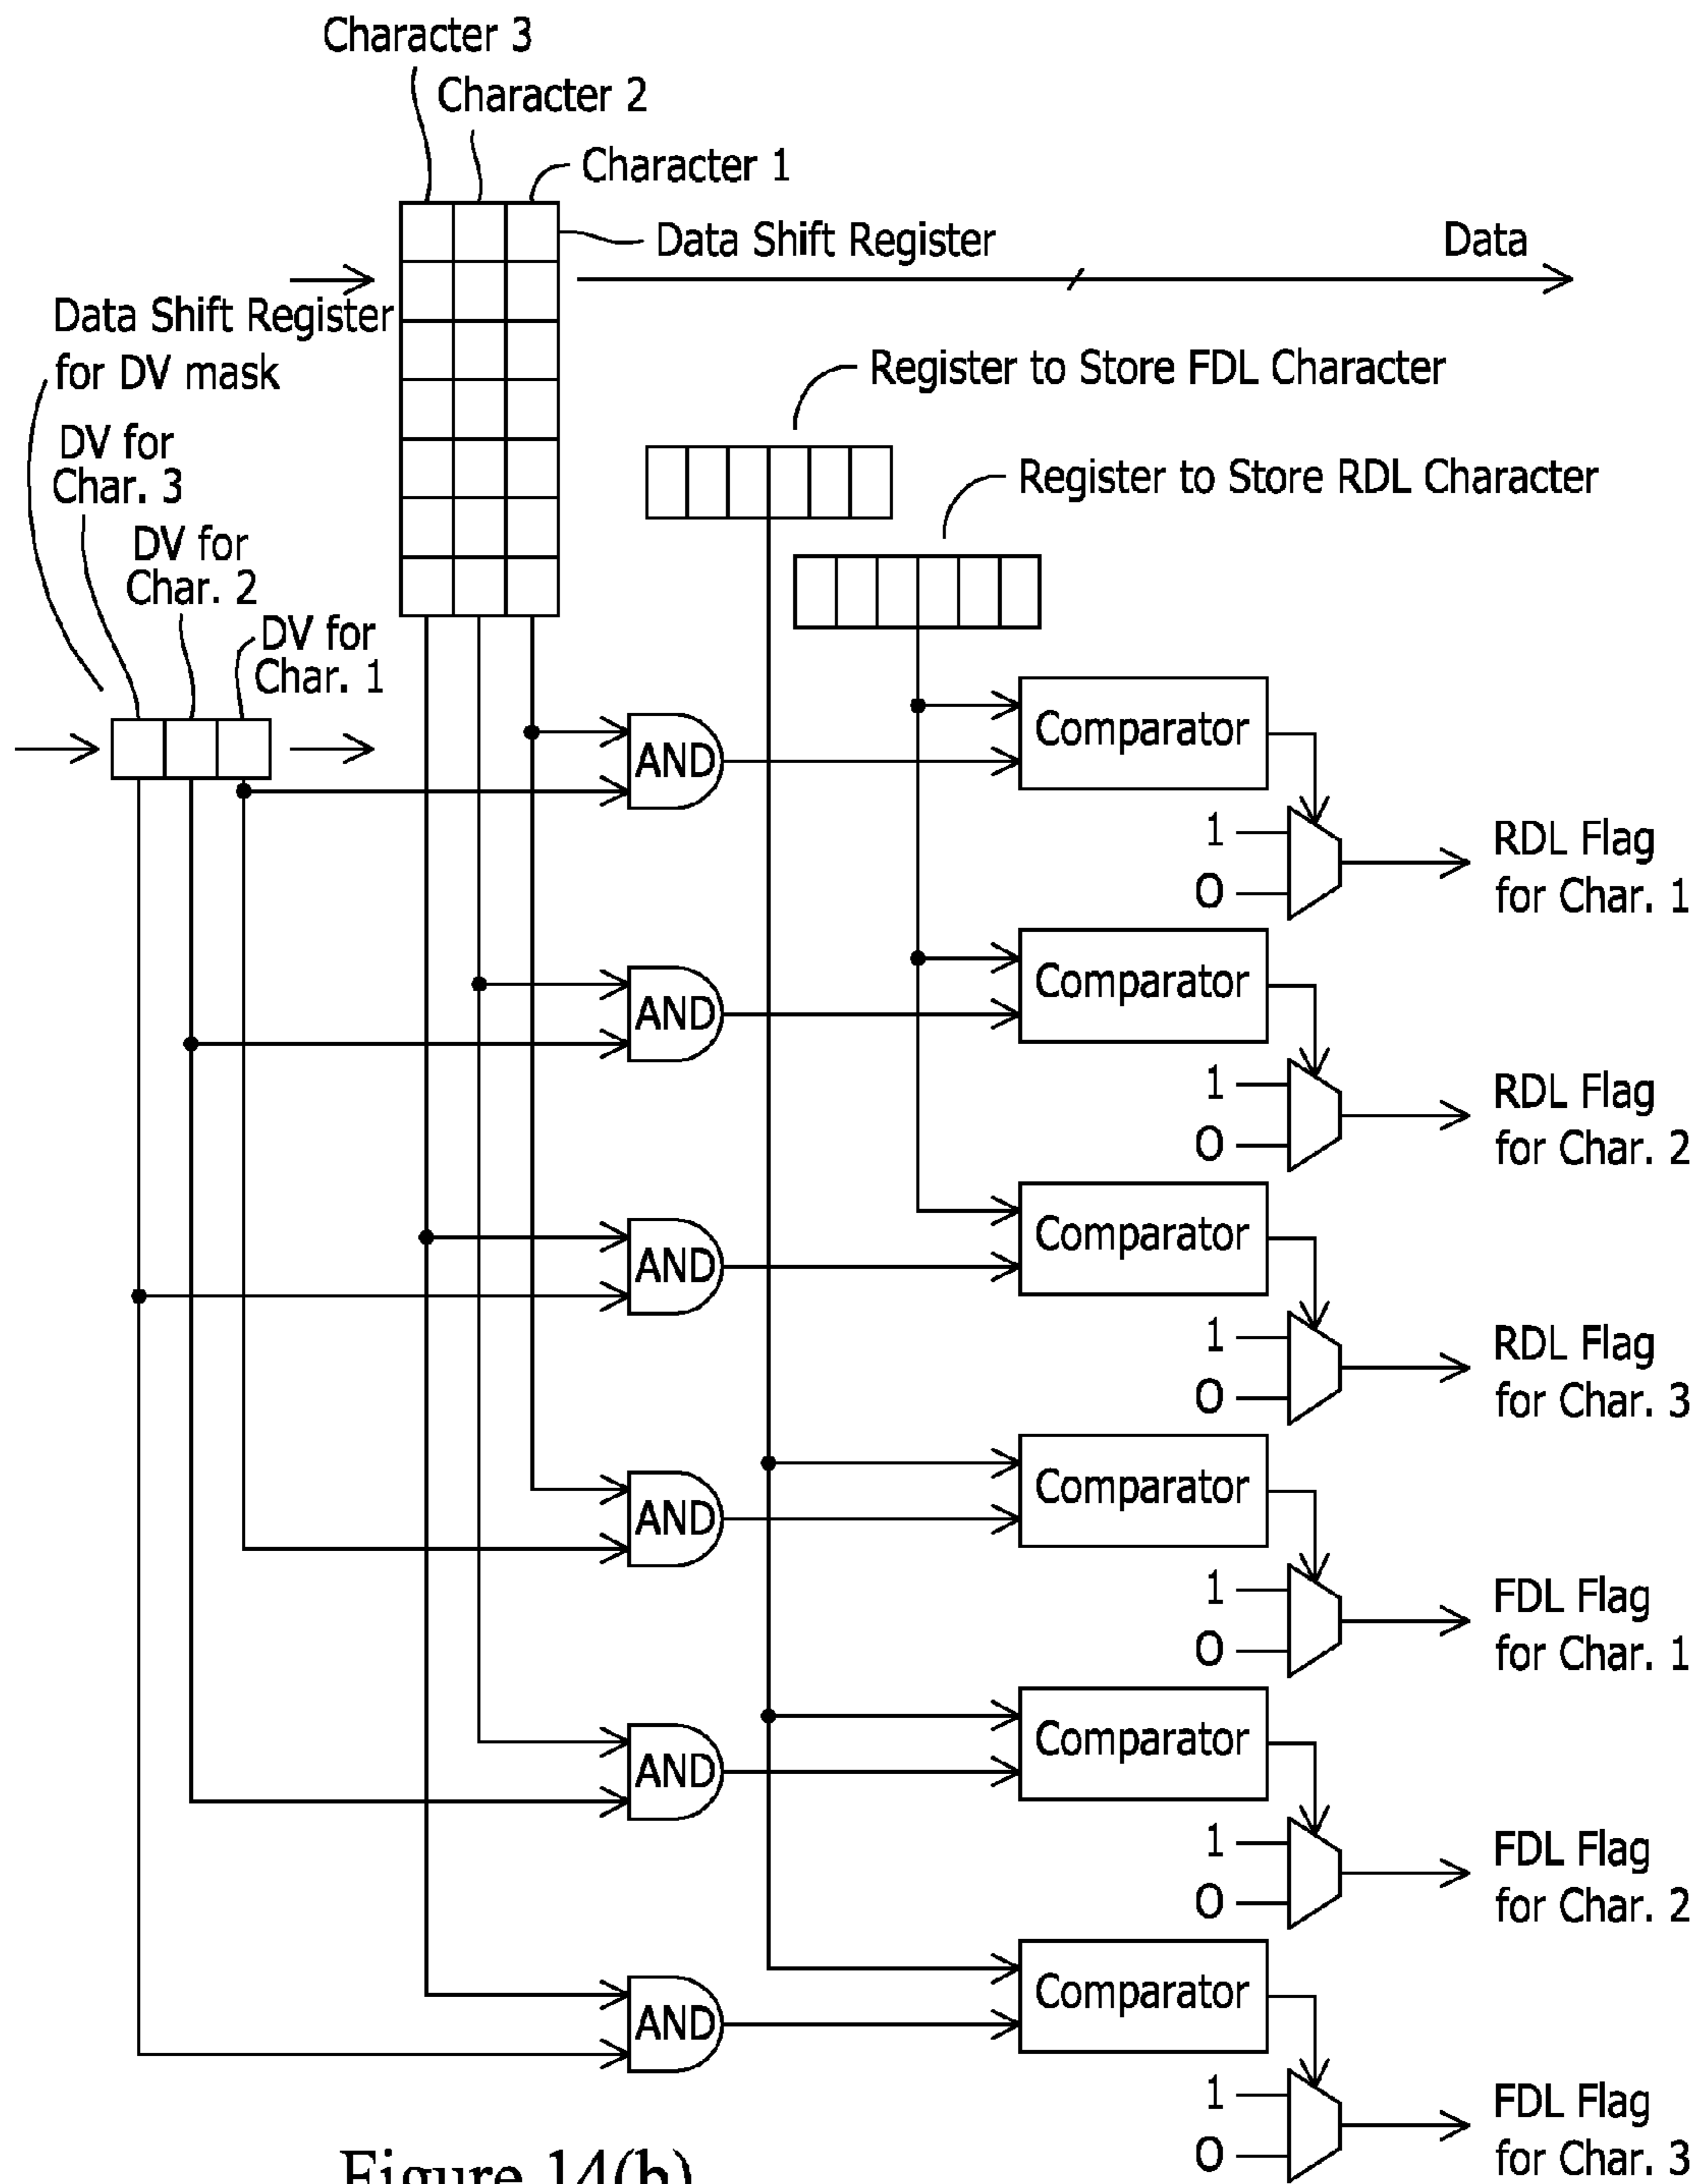 Character 3
Character 2
Character 1
Data Shift Register
Data
Data Shift Register
for DV mask
Register to Store FDL Character
DV for
Char. 3
Register to Store RDL Character
DV for
Char. 2
DV for
Char. 1
AND
Comparator
1
0
RDL Flag
for Char. 1
AND
Comparator
1
0
RDL Flag
for Char. 2
AND
Comparator
1
0
RDL Flag
for Char. 3
AND
Comparator
1
0
FDL Flag
for Char. 1
AND
Comparator
1
0
FDL Flag
for Char. 2
AND
Comparator
1
0
FDL Flag
for Char. 3
Figure 14(b)